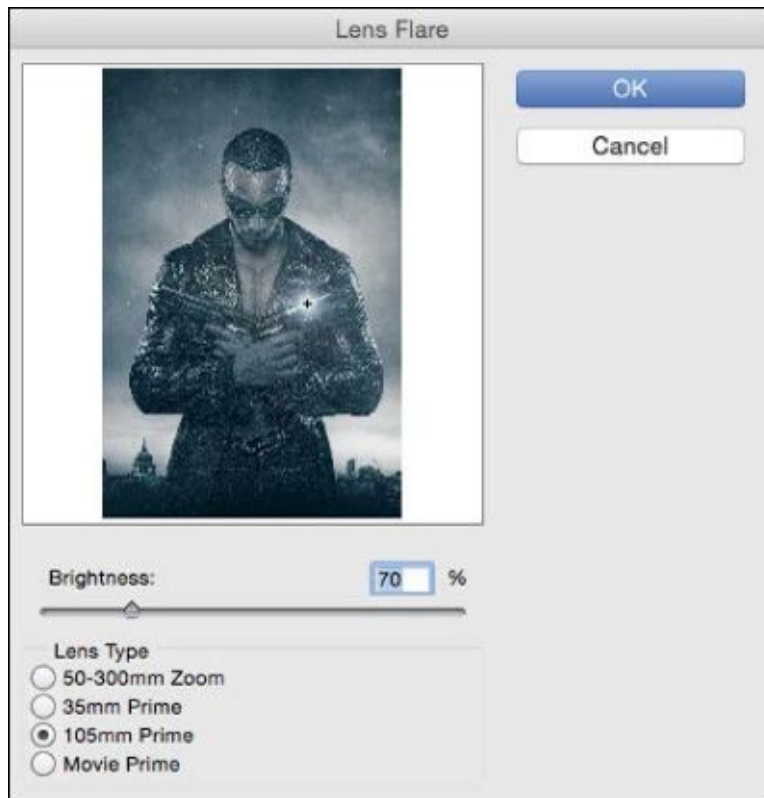 Lens Flare
OK
Cancel
Brightness: 70 %
Lens Type
50-300mm Zoom
35mm Prime
105mm Prime
Movie Prime